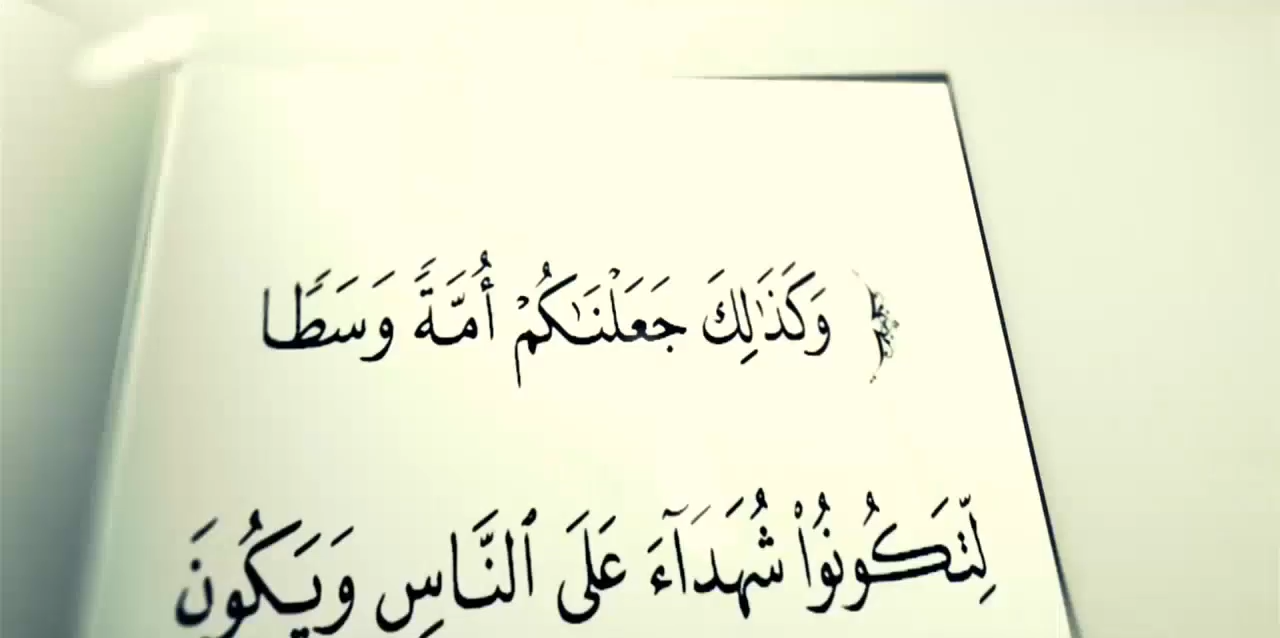 ﴿ وَكَذَٰلِكَ جَعَلْنَـٰكُمْ أُمَّةً وَسَطًا
لِّتَكُونُوا۟ شُهَدَآءَ عَلَى ٱلنَّاسِ وَيَكُونَ